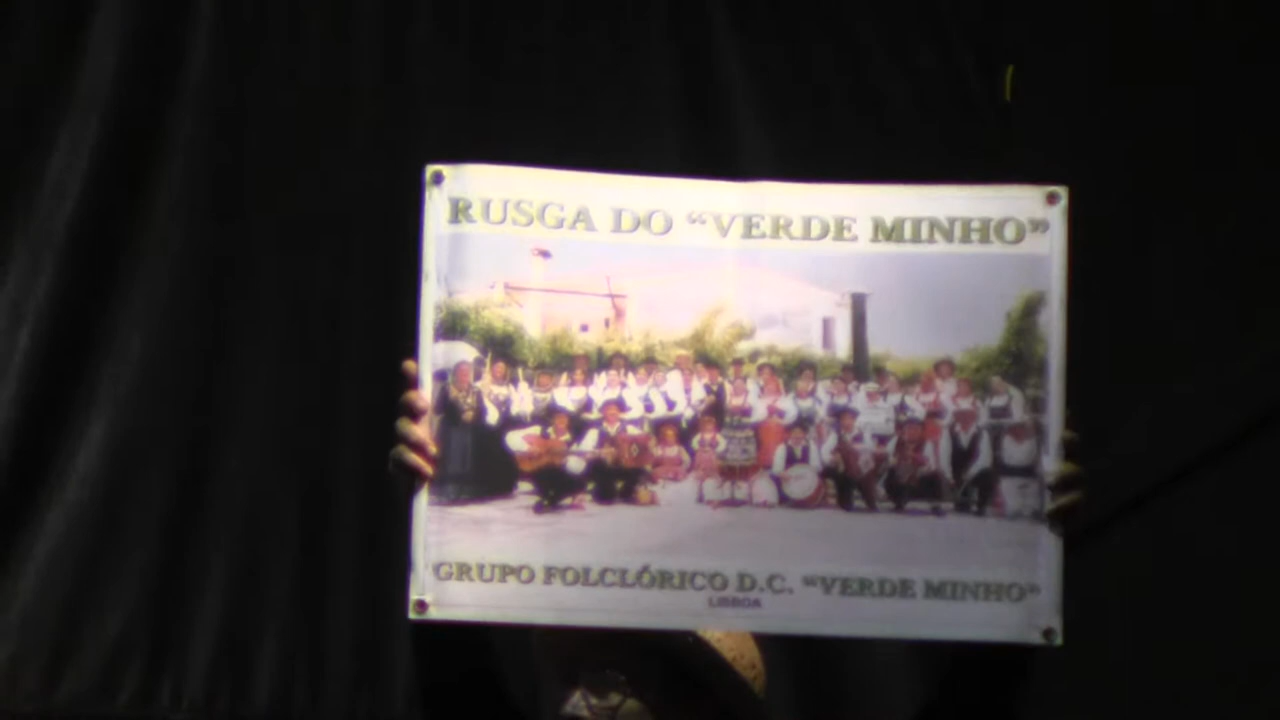 RUSGA DO “VERDE MINHO”
GRUPO FOLCLÓRICO D.C. “VERDE MINHO”
LISBOA